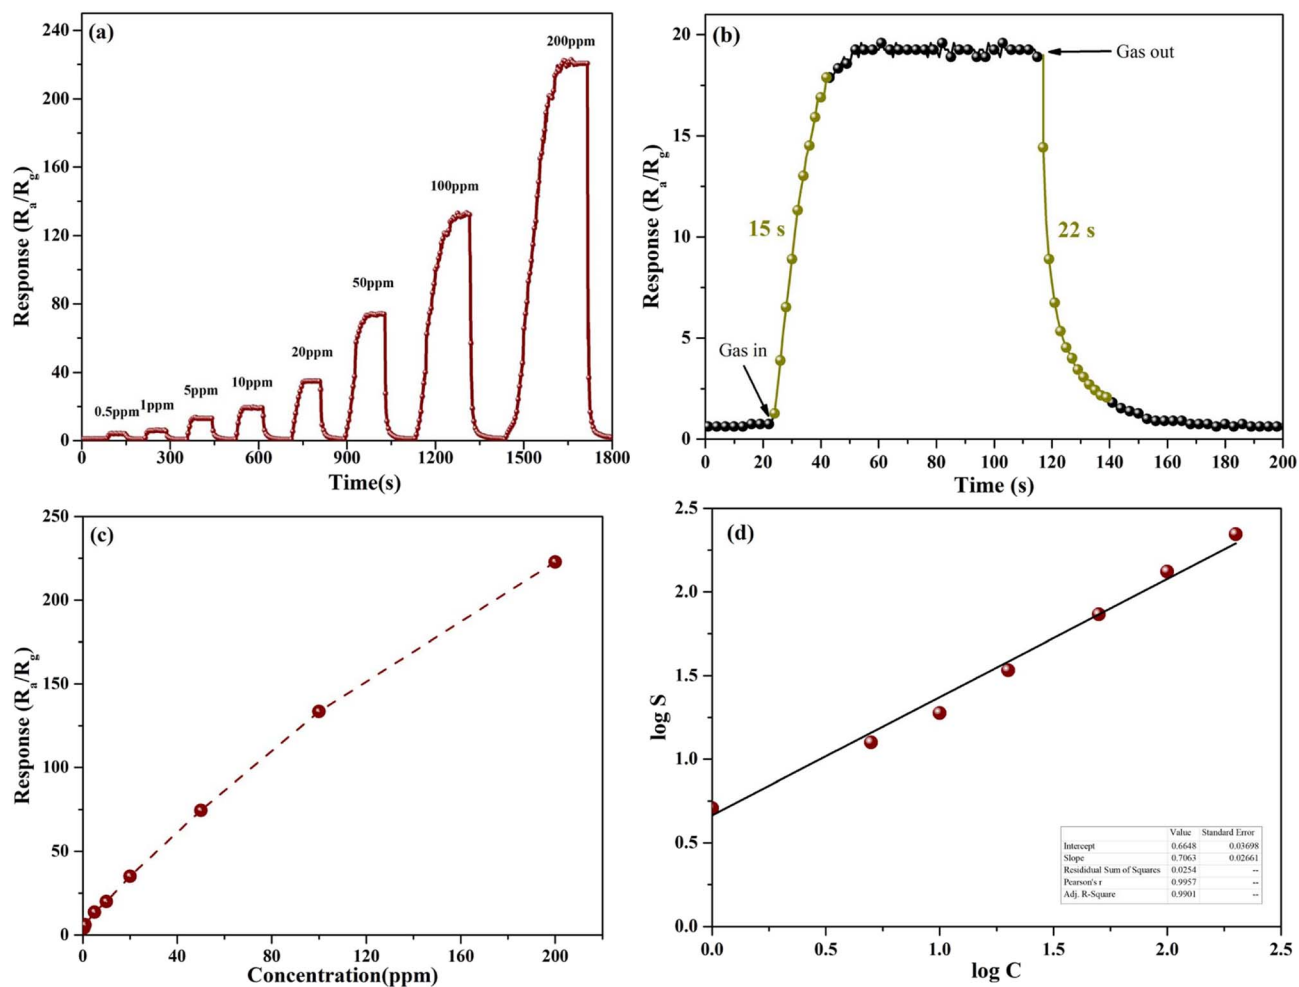 (a)
Response (Ra/Rg)
240
200
160
120
80
40
0
0.5ppm
1ppm
5ppm
10ppm
20ppm
50ppm
100ppm
200ppm
0 300 600 900 1200 1500 1800
Time(s)
(b)
Response (Ra/Rg)
20
15
10
5
0
Gas in
15 s
22 s
Gas out
0 20 40 60 80 100 120 140 160 180 200
Time (s)
(c)
Response (Ra/Rg)
250
225
200
175
150
125
100
75
50
25
0
0 40 80 120 160 200
Concentration(ppm)
(d)
log S
2.5
2.0
1.5
1.0
0.5
0.0
Value Standard Error
Intercept 0.6648 0.03698
Slope 0.7063 0.02661
Resididual Sum of Squares 0.0254 --
Pearson's r 0.9957 --
Adj. R-Square 0.9901 --
0.0 0.5 1.0 1.5 2.0 2.5
log C